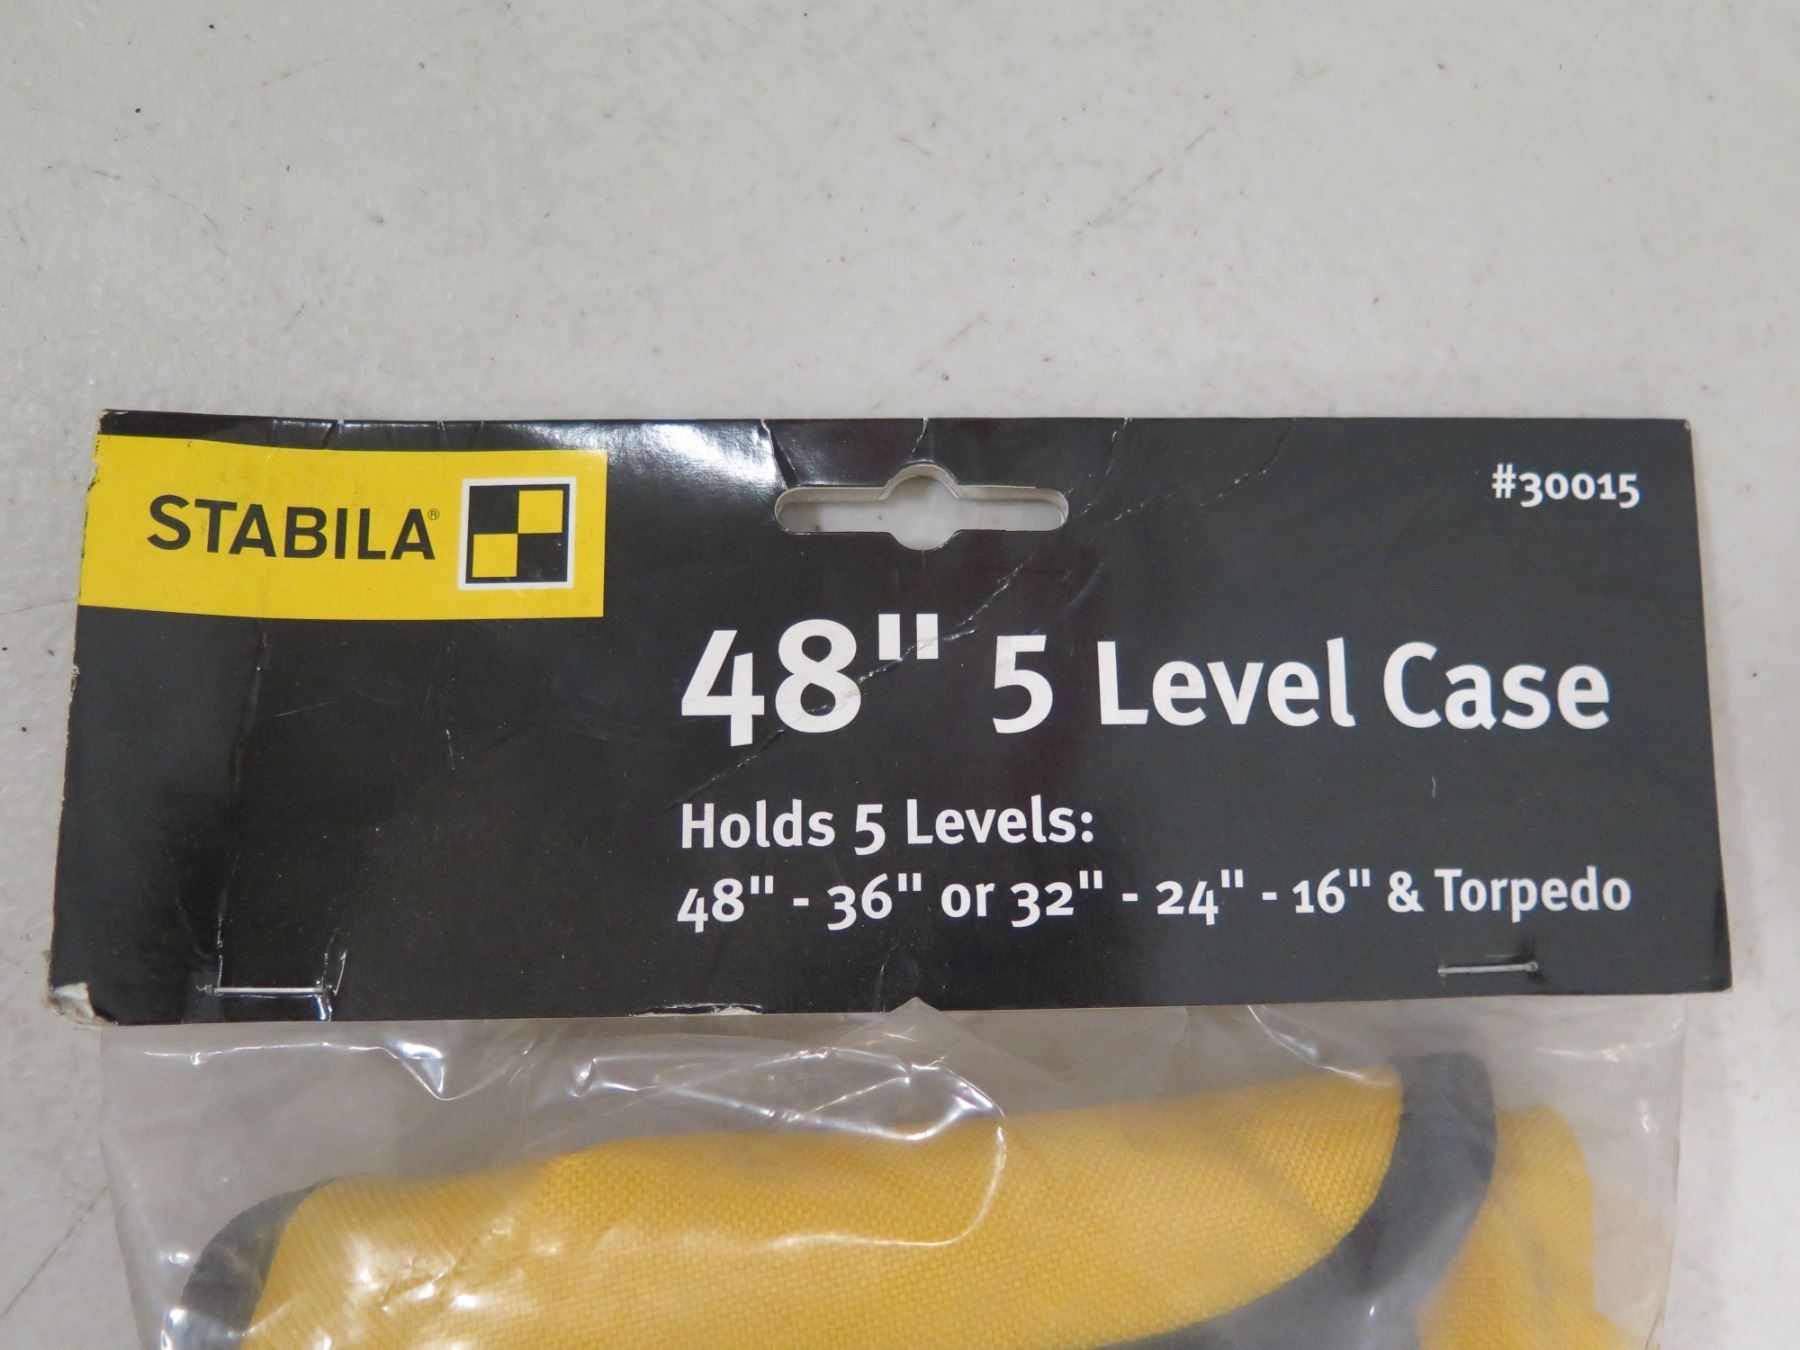 STABILA®
#30015
48" 5 Level Case
Holds 5 Levels:
48" - 36" or 32" - 24" - 16" & Torpedo